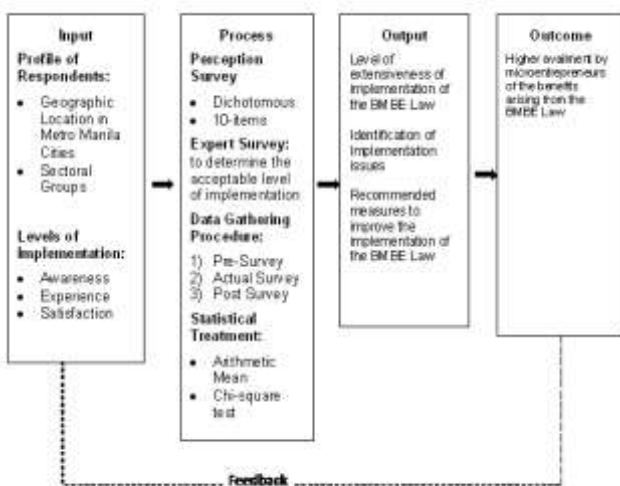 Input
Profile of
Respondents:
• Geographic
Location in
Metro Manila
Cities
• Sectoral
Groups
Levels of
Implementation:
• Awareness
• Experience
• Satisfaction
Process
Perception
Survey
• Dichotomous
• 10-items
Expert Survey:
to determine the
acceptable level
of implementation
Data Gathering
Procedure:
1) Pre-Survey
2) Actual Survey
3) Post Survey
Statistical
Treatment:
• Arithmetic
Mean
• Chi-square
test
Output
Level of
extensiveness of
implementation of
the BMBE Law
Identification of
Implementation
issues
Recommended
measures to
improve the
implementation of
the BMBE Law
Outcome
Higher availment by
microentrepreneurs
of the benefits
arising from the
BMBE Law
Feedback